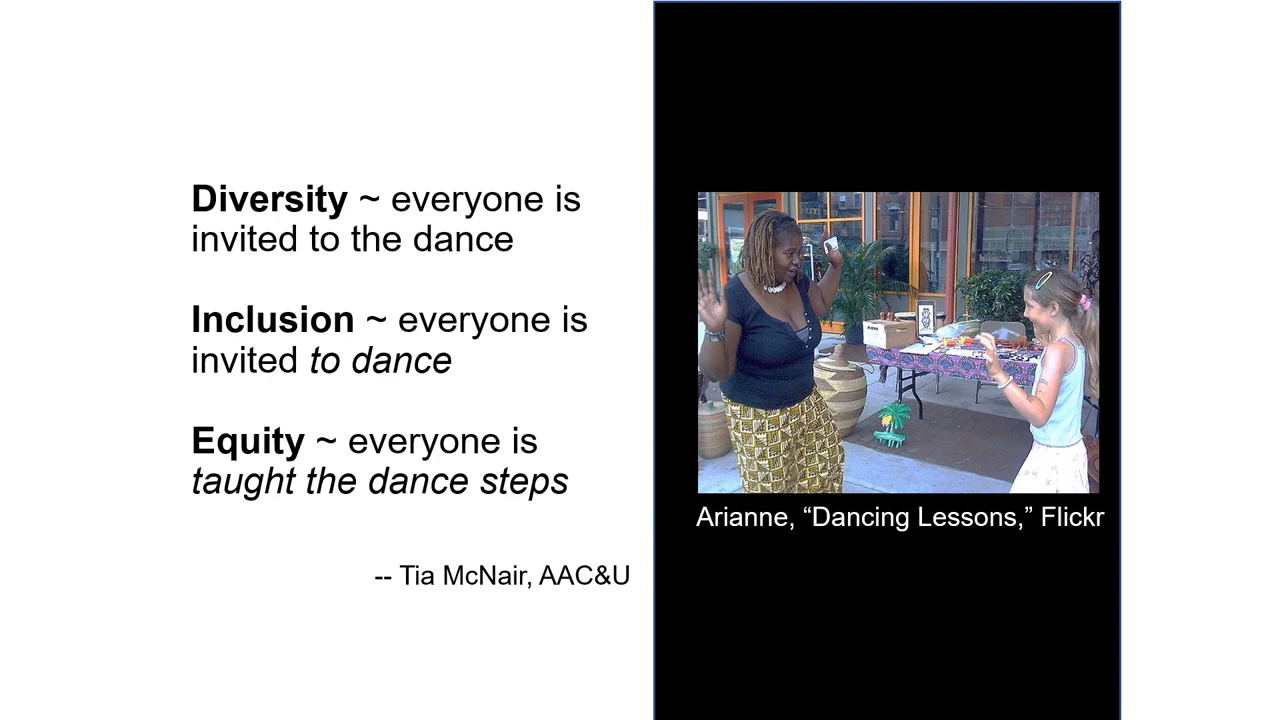 Diversity ~ everyone is
invited to the dance
Inclusion ~ everyone is
invited to dance
Equity ~ everyone is
taught the dance steps
-- Tia McNair, AAC&U
Arianne, “Dancing Lessons,” Flickr